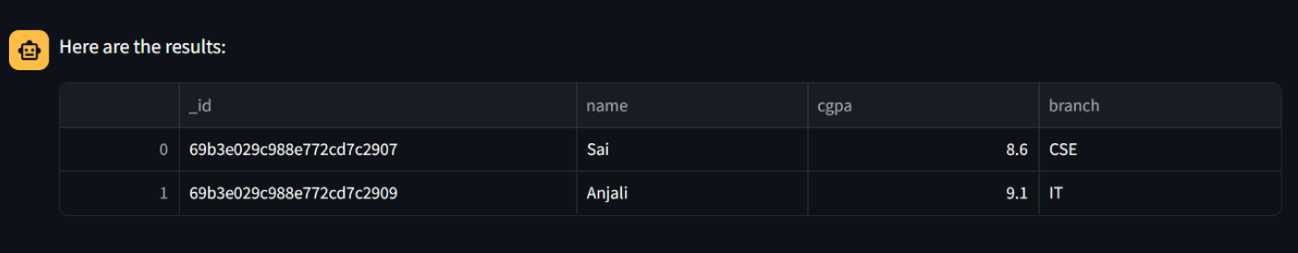 Here are the results:
_id name cgpa branch
0 69b3e029c988e772cd7c2907 Sai 8.6 CSE
1 69b3e029c988e772cd7c2909 Anjali 9.1 IT